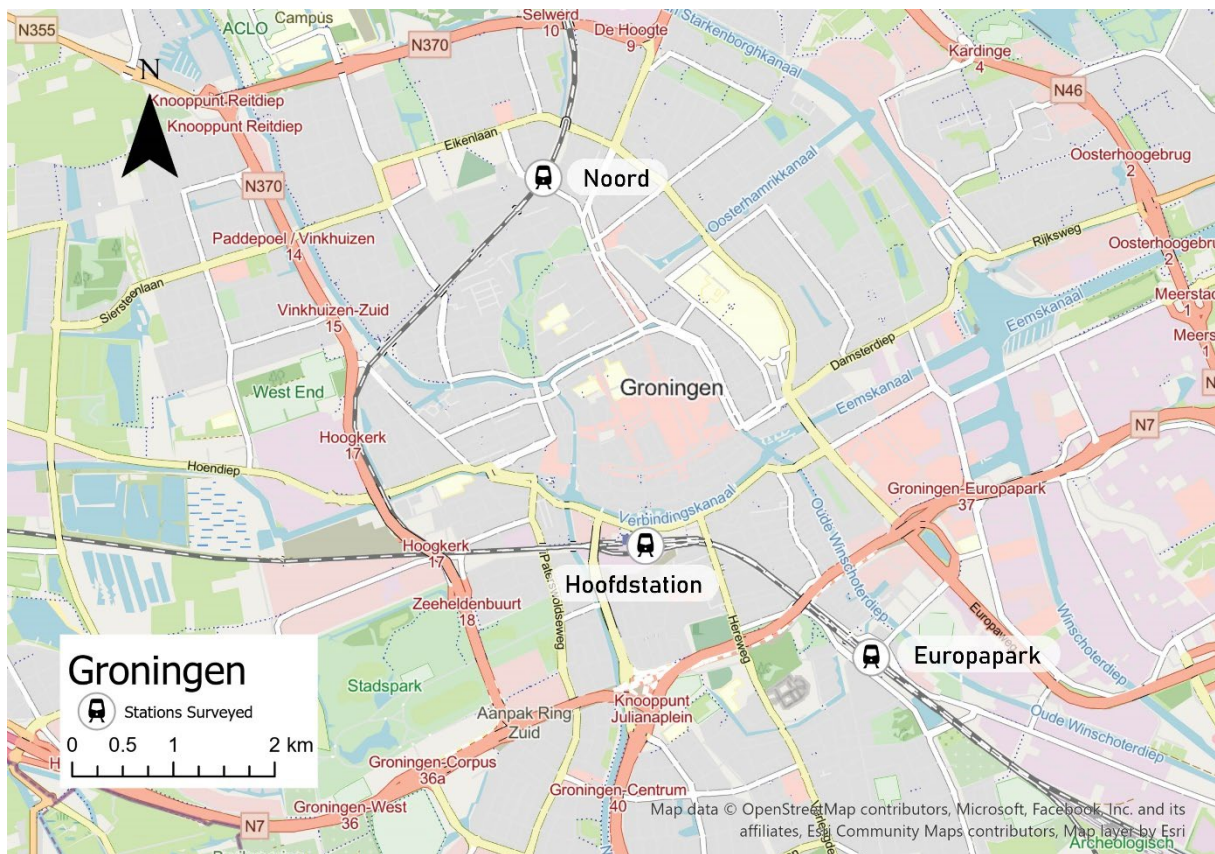 N355
ACLO
Campus
N370
Selwerd
10
De Hoogte
9
n Starkenborghkanaal
Kardinge
4
N
Knooppunt Reitdiep
Knooppunt Reitdiep
N46
Eikenlaan
Oosterhoogebrug
2
N370
Noord
Oosterhamrikkanaal
Paddepoel / Vinkhuizen
14
Rijksweg
Oosterhoogebru
2
Siersteenlaan
Vinkhuizen-Zuid
15
Eemskanaal
Meerstad
1
Meers
1
Damsterdiep
West End
Groningen
Eemskanaal
N
Hoogkerk
17
N7
Hoendiep
Groningen-Europapark
37
Verbindingskanaal
Oude Winschoterdiep
Hoogkerk
17
Hoofdstation
Paterswoldseweg
Zeeheldenbuurt
18
Hereweg
Europaweg
Winschoterdiep
Europapark
Groningen
Stations Surveyed
0 0.5 1 2 km
Stadspark
Knooppunt
Julianaplein
Aanpak Ring
Zuid
Oude Winschoterdiep
Groningen-Corpus
36a
Groningen-Centrum
40
Groningen-West
36
N7
H
Map data © OpenStreetMap contributors, Microsoft, Facebook, Inc. and its
affiliates, Esri Community Maps contributors, Map layer by Esri
Archeologisch